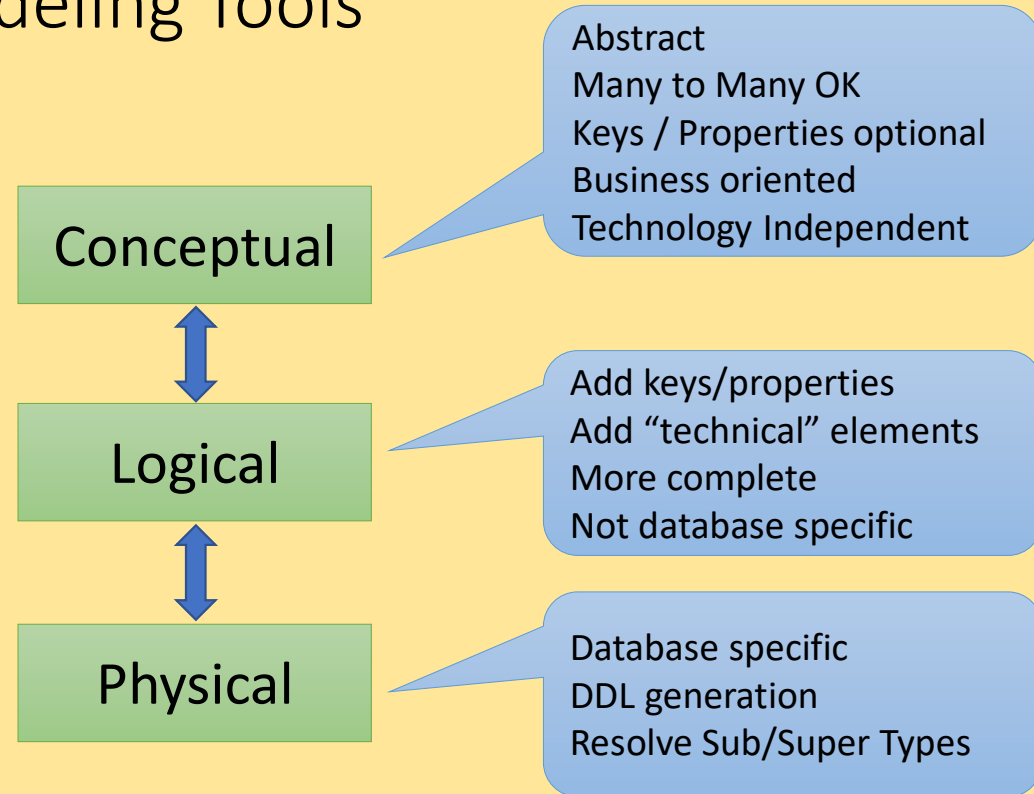 Tools
Abstract
Many to Many OK
Keys / Properties optional
Business oriented
Technology Independent
Conceptual
Add keys/properties
Add “technical” elements
More complete
Not database specific
Logical
Database specific
DDL generation
Resolve Sub/Super Types
Physical